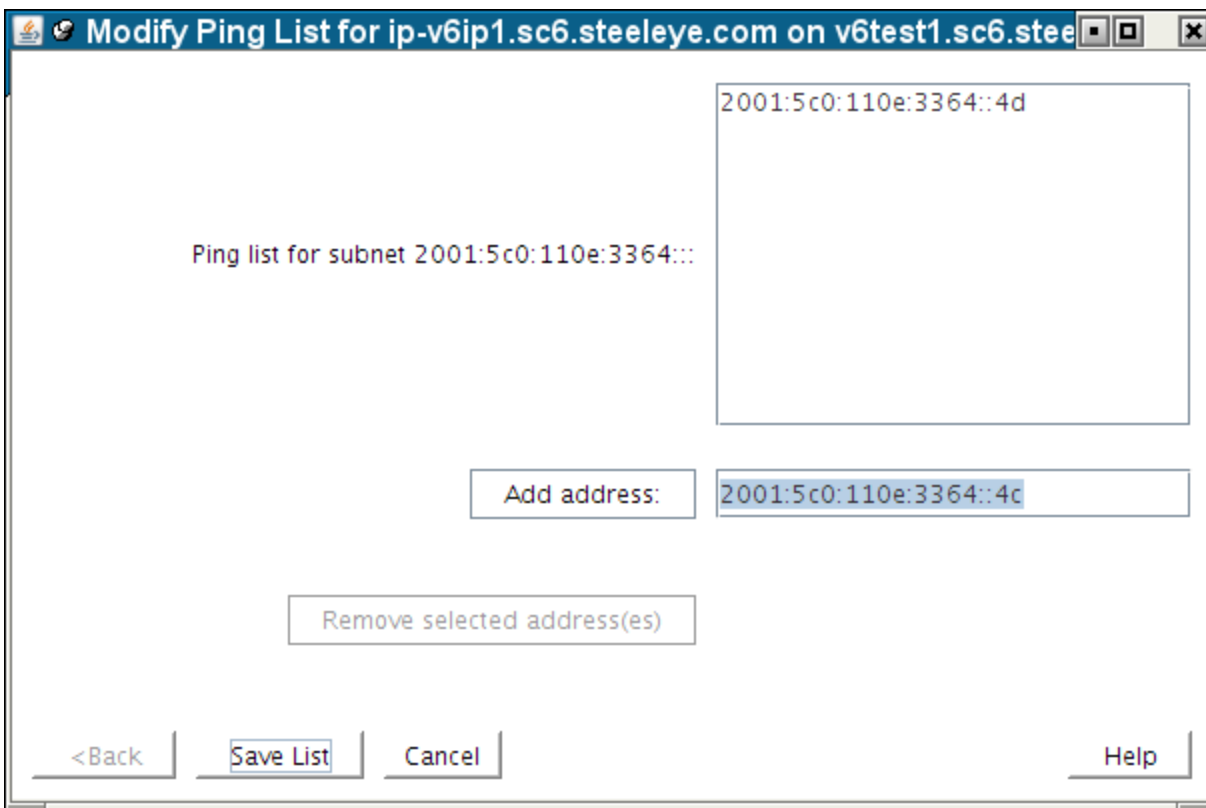 Modify Ping List for ip-v6ip1.sc6.steeleye.com on v6test1.sc6.stee
2001:5c0:110e:3364::4d
Ping list for subnet 2001:5c0:110e:3364:::
Add address:
2001:5c0:110e:3364::4c
Remove selected address(es)
<Back
Save List
Cancel
Help